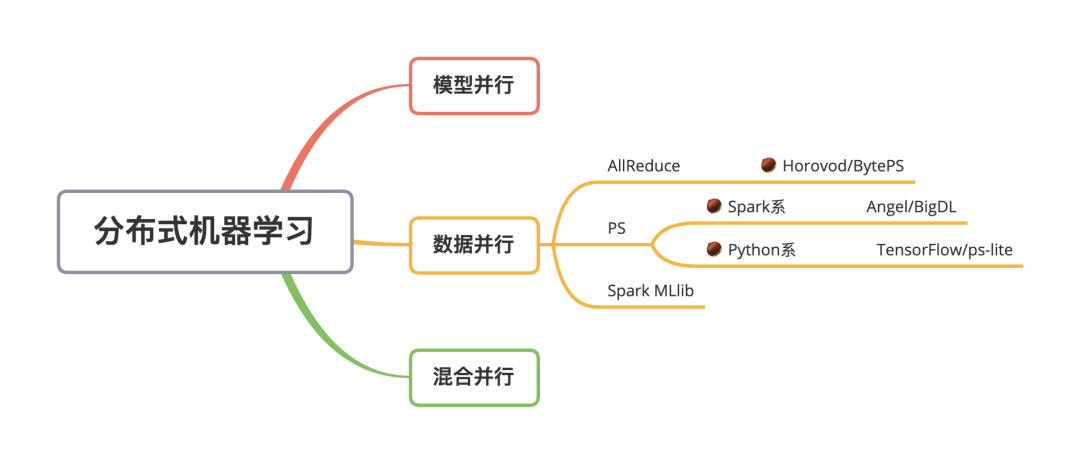 分布式机器学习
模型并行
数据并行
AllReduce
Horovod/BytePS
PS
Spark系
Angel/BigDL
Python系
TensorFlow/ps-lite
Spark MLlib
混合并行